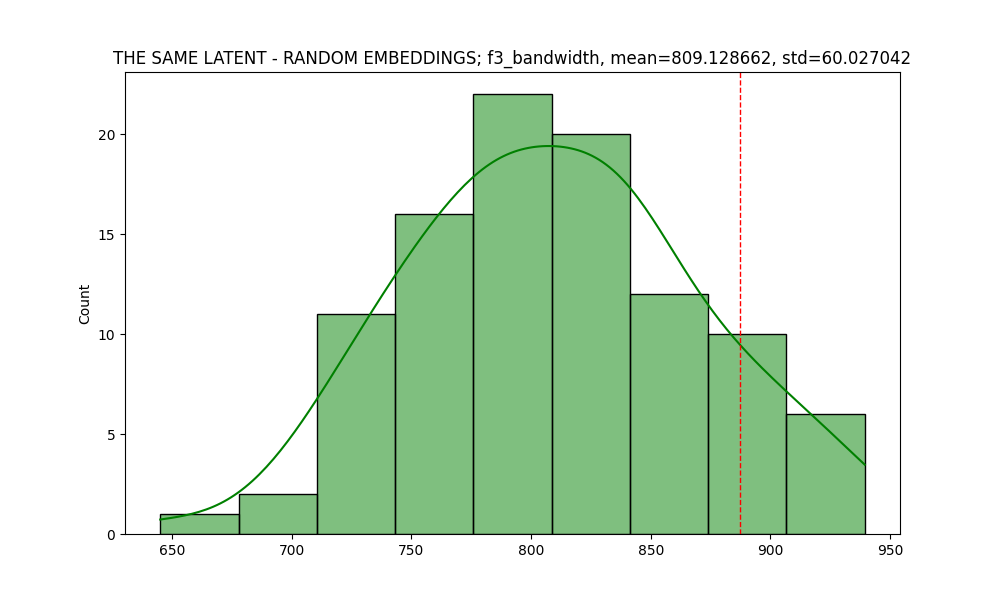 THE SAME LATENT - RANDOM EMBEDDINGS; f3_bandwidth, mean=809.128662, std=60.027042
Count
20
15
10
5
0
650 700 750 800 850 900 950